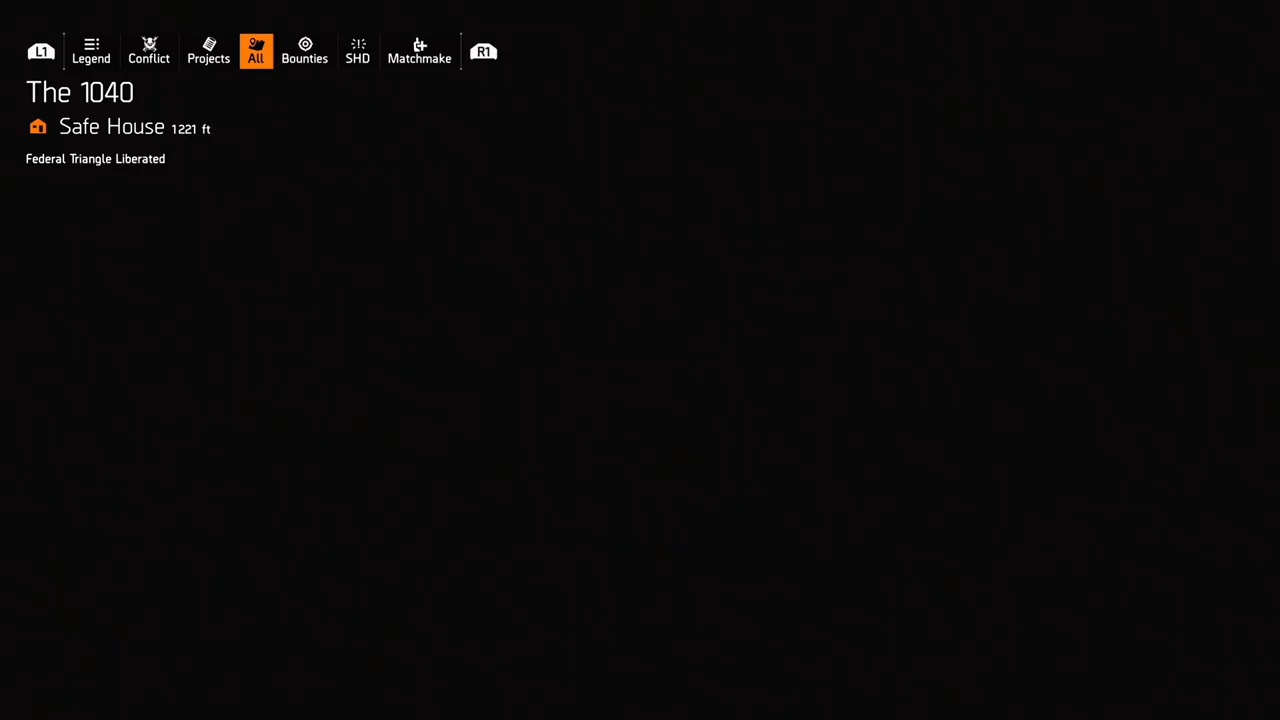 L1 Legend Conflict Projects All Bounties SHD Matchmake R1
The 1040
Safe House 1221 ft
Federal Triangle Liberated